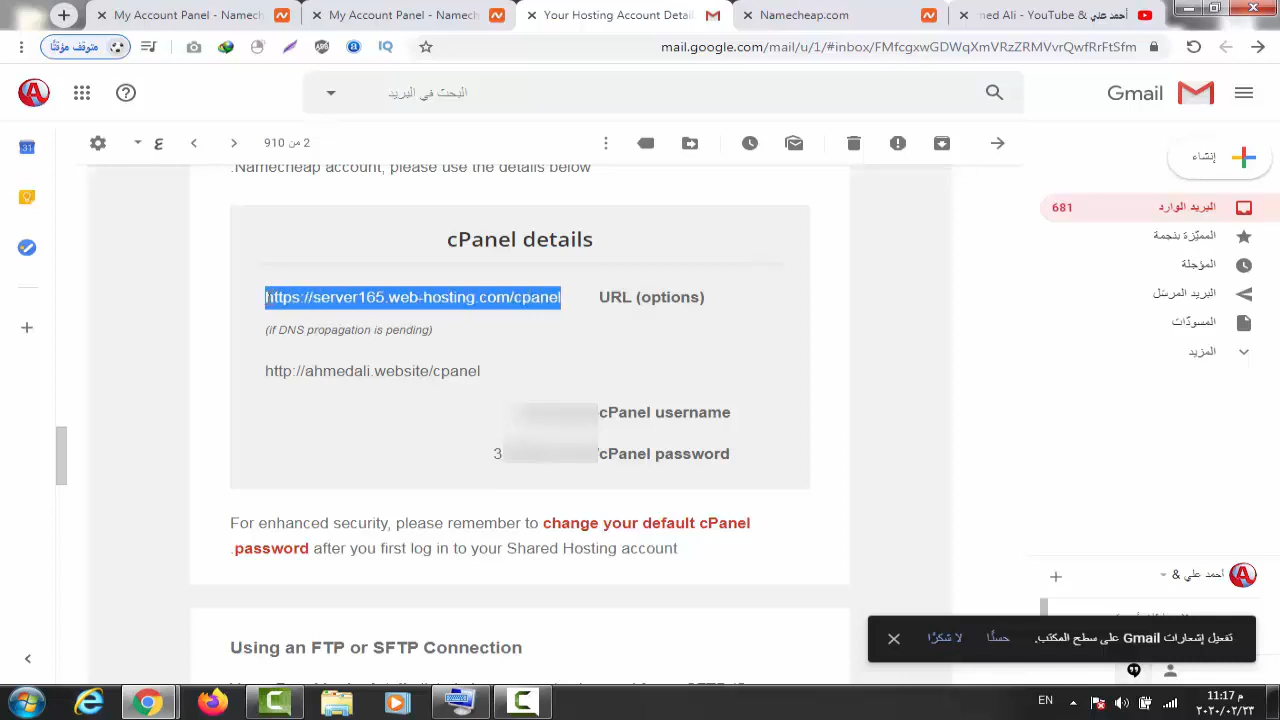 My Account Panel - Namech
My Account Panel - Namech
Your Hosting Account Detail
namecheap.com
ned Ali - YouTube & أحمد علي
متوقف مؤقتًا
IQ
mail.google.com/mail/u/1/#inbox/FMfcgxwGDWqXmVRzZRMVvrQwfRrFtSfm
البحث في البريد
Gmail
2 من 910
إنشاء
.Namecheap account, please use the details below
البريد الوارد
681
المميّزة بنجمة
المؤجلة
البريد المرسَل
المسودّات
المزيد
cPanel details
https://server165.web-hosting.com/cpanel
URL (options)
(if DNS propagation is pending)
http://ahmedali.website/cpanel
cPanel username
3
/cPanel password
For enhanced security, please remember to change your default cPanel
.password after you first log in to your Shared Hosting account
احمد علي &
Using an FTP or SFTP Connection
تفعيل إشعارات Gmail على سطح المكتب.
حسنًا
لا شكرًا
EN
11:17 م
٢٠٢٠/٠٢/٢٣